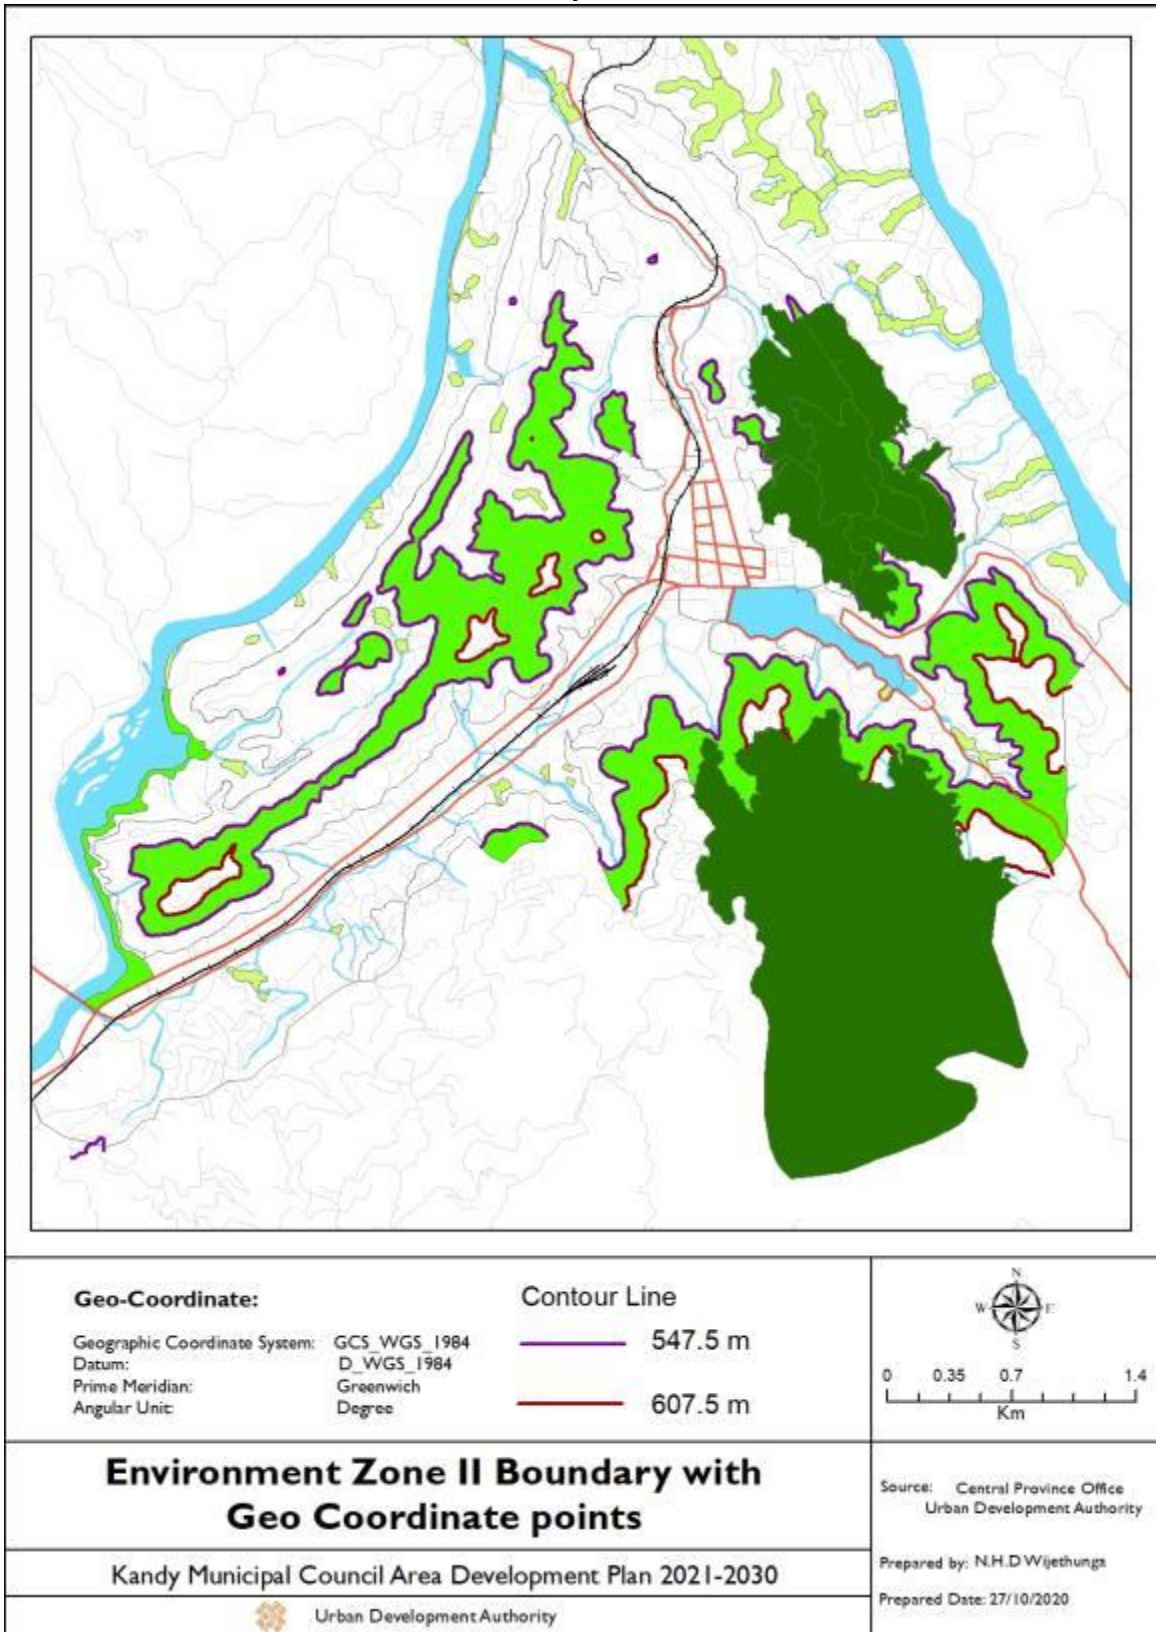 Geo-Coordinate:
Geographic Coordinate System: GCS_WGS_1984
Datum: D_WGS_1984
Prime Meridian: Greenwich
Angular Unit: Degree
Contour Line
547.5 m
607.5 m
N
W E
S
0 0.35 0.7 1.4
Km
Environment Zone II Boundary with
Geo Coordinate points
Kandy Municipal Council Area Development Plan 2021-2030
Urban Development Authority
Source: Central Province Office
Urban Development Authority
Prepared by: N.H.D Wijethunga
Prepared Date: 27/10/2020